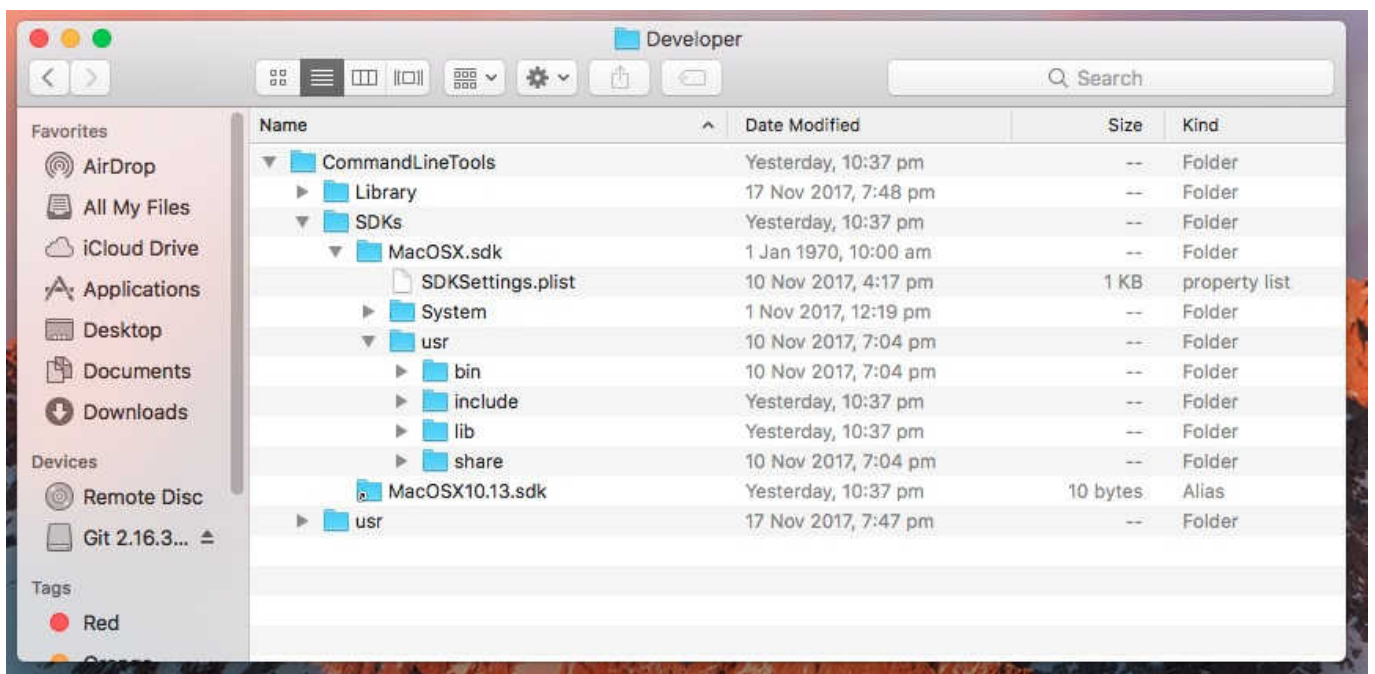 Developer
Search
Favorites
AirDrop
All My Files
iCloud Drive
Applications
Desktop
Documents
Downloads
Devices
Remote Disc
Git 2.16.3...
Tags
Red
Name Date Modified Size Kind
CommandLineTools Yesterday, 10:37 pm -- Folder
Library 17 Nov 2017, 7:48 pm -- Folder
SDKs Yesterday, 10:37 pm -- Folder
MacOSX.sdk 1 Jan 1970, 10:00 am -- Folder
SDKSettings.plist 10 Nov 2017, 4:17 pm 1 KB property list
System 1 Nov 2017, 12:19 pm -- Folder
usr 10 Nov 2017, 7:04 pm -- Folder
bin 10 Nov 2017, 7:04 pm -- Folder
include Yesterday, 10:37 pm -- Folder
lib Yesterday, 10:37 pm -- Folder
share 10 Nov 2017, 7:04 pm -- Folder
MacOSX10.13.sdk Yesterday, 10:37 pm 10 bytes Alias
usr 17 Nov 2017, 7:47 pm -- Folder